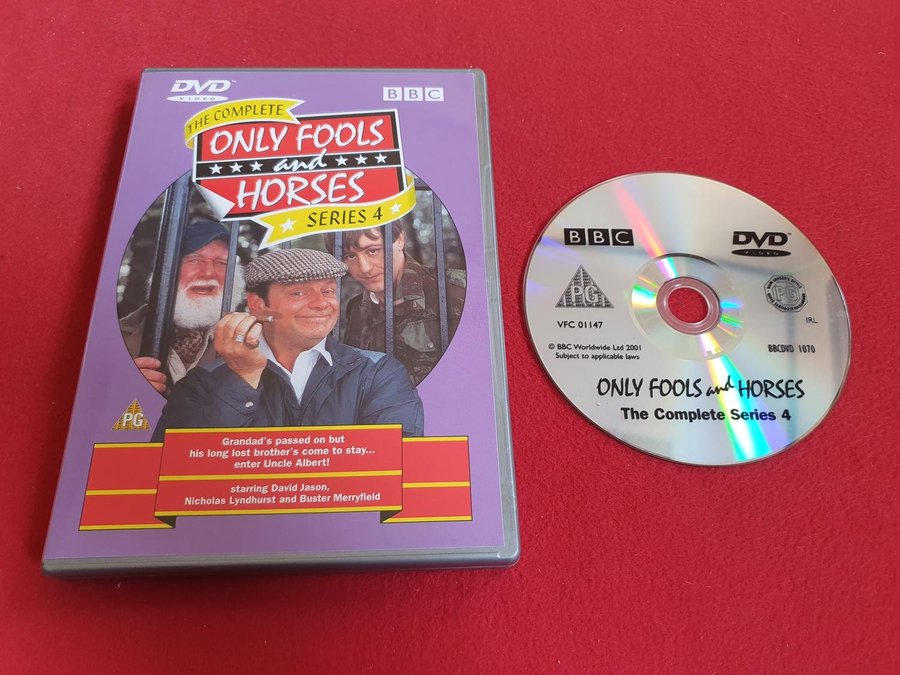 DVD™
VIDEO
BBC
THE COMPLETE
ONLY FOOLS
and
HORSES
SERIES 4
PG
Grandad's passed on but
his long lost brother's come to stay...
enter Uncle Albert!
starring David Jason,
Nicholas Lyndhurst and Buster Merryfield
BBC
DVD™
VIDEO
PG
PG
VFC 01147
IRL
© BBC Worldwide Ltd 2001
Subject to applicable laws
BBCDVD 1070
ONLY FOOLS and HORSES
The Complete Series 4